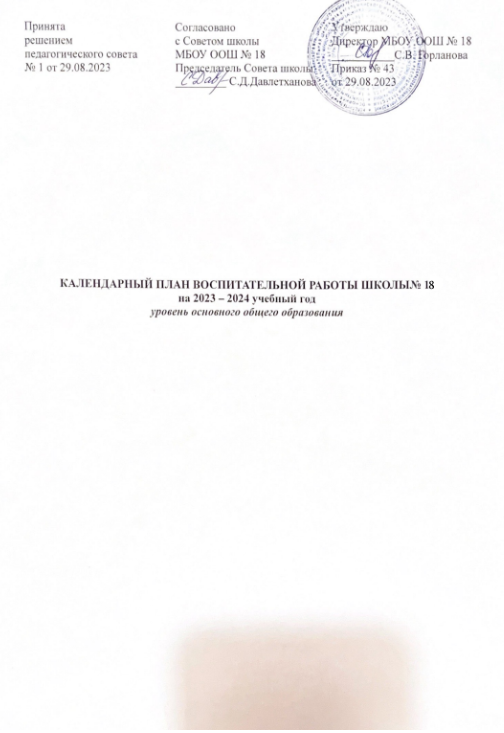 Принята
решением
педагогического совета
№ 1 от 29.08.2023
Согласовано
с Советом школы
МБОУ ООШ № 18
Председатель Совета школы
С.Д.Давлетханова
Утверждаю
Директор МБОУ ООШ № 18
С.В. Горланова
Приказ № 43
от 29.08.2023
КАЛЕНДАРНЫЙ ПЛАН ВОСПИТАТЕЛЬНОЙ РАБОТЫ ШКОЛЫ№ 18
на 2023 – 2024 учебный год
уровень основного общего образования